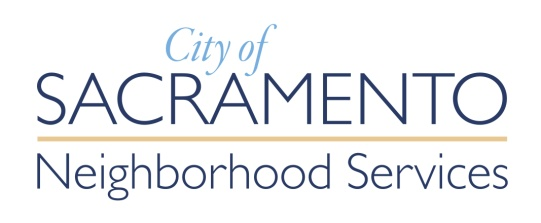 City of
SACRAMENTO
Neighborhood Services